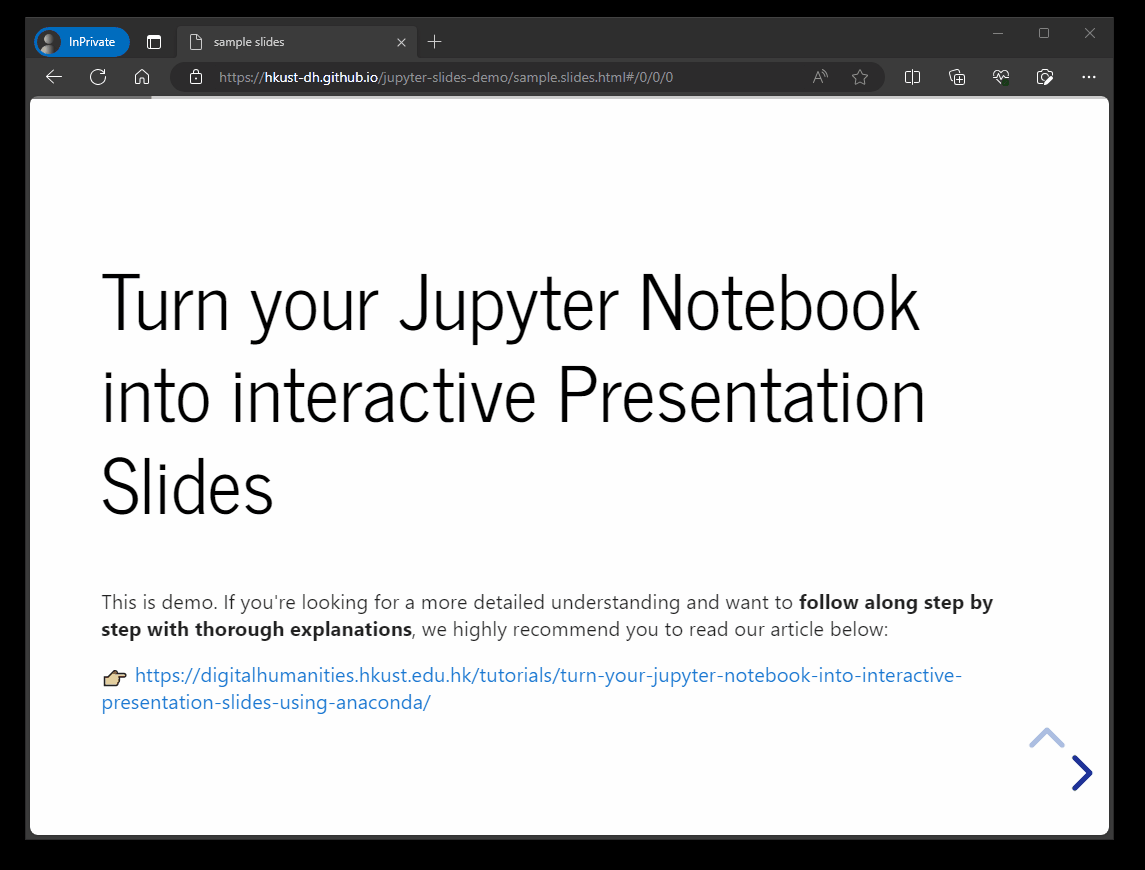 InPrivate
sample slides
https://hkust-dh.github.io/jupyter-slides-demo/sample.slides.html#/0/0/0
Turn your Jupyter Notebook
into interactive Presentation
Slides
This is demo. If you're looking for a more detailed understanding and want to follow along step by
step with thorough explanations, we highly recommend you to read our article below:
👉 https://digitalhumanities.hkust.edu.hk/tutorials/turn-your-jupyter-notebook-into-interactive-
presentation-slides-using-anaconda/